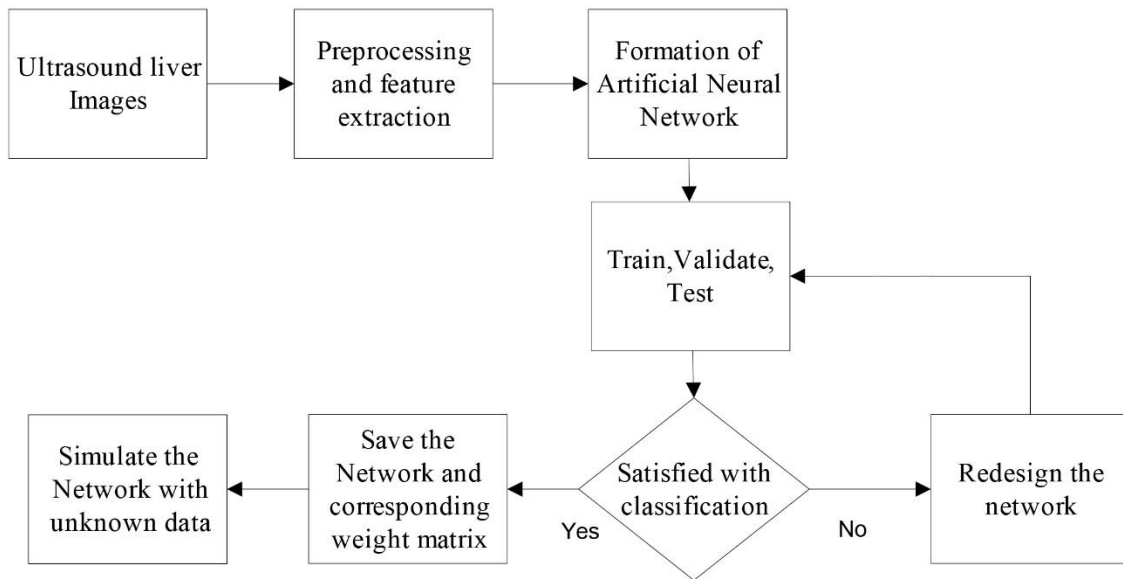 Ultrasound liver
Images
Preprocessing
and feature
extraction
Formation of
Artificial Neural
Network
Train,Validate,
Test
Satisfied with
classification
Yes
No
Save the
Network and
corresponding
weight matrix
Simulate the
Network with
unknown data
Redesign the
network